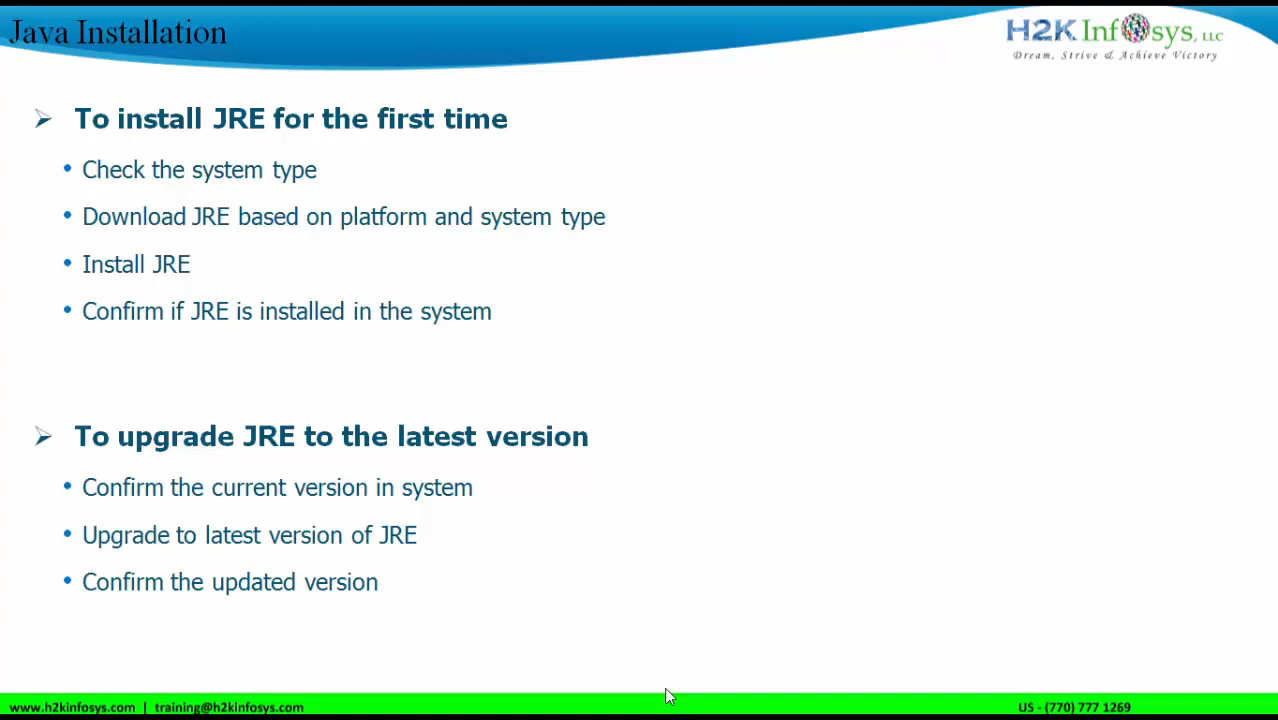 Java Installation
H2K Infosys, LLC
Dream, Strive & Achieve Victory
To install JRE for the first time
Check the system type
Download JRE based on platform and system type
Install JRE
Confirm if JRE is installed in the system
To upgrade JRE to the latest version
Confirm the current version in system
Upgrade to latest version of JRE
Confirm the updated version
www.h2kinfosys.com | training@h2kinfosys.com
US - (770) 777 1269